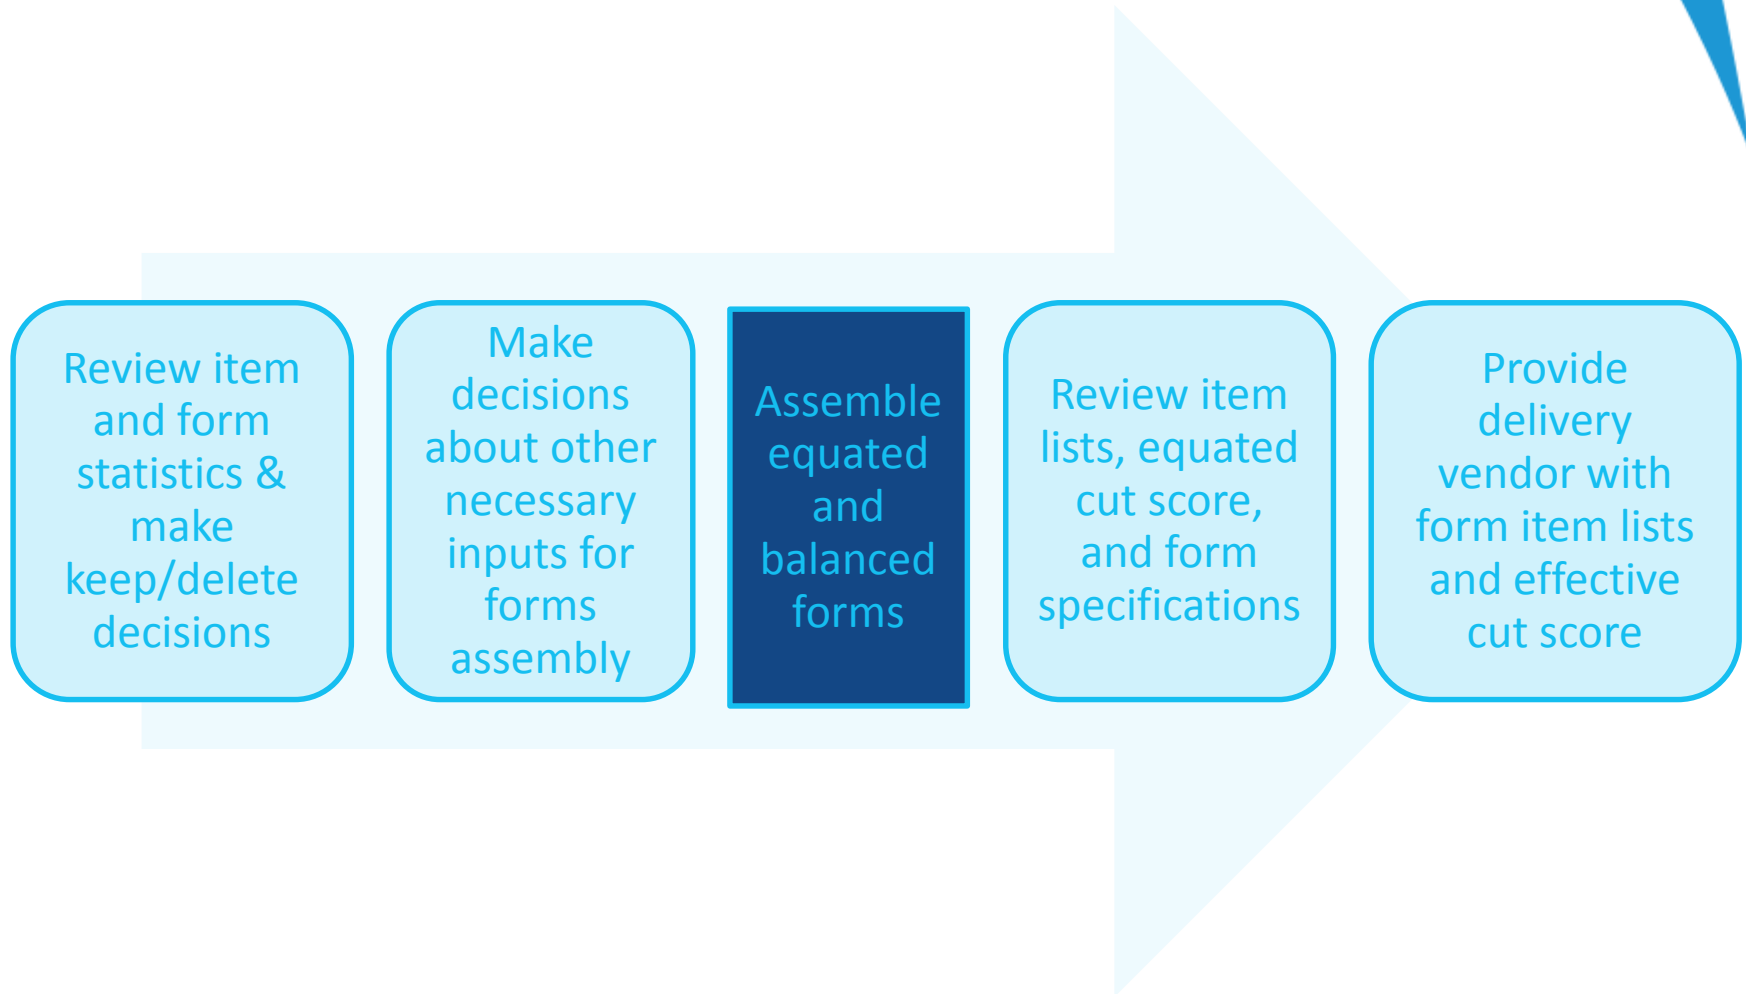 Review item
and form
statistics &
make
keep/delete
decisions
Make
decisions
about other
necessary
inputs for
forms
assembly
Assemble
equated
and
balanced
forms
Review item
lists, equated
cut score,
and form
specifications
Provide
delivery
vendor with
form item lists
and effective
cut score